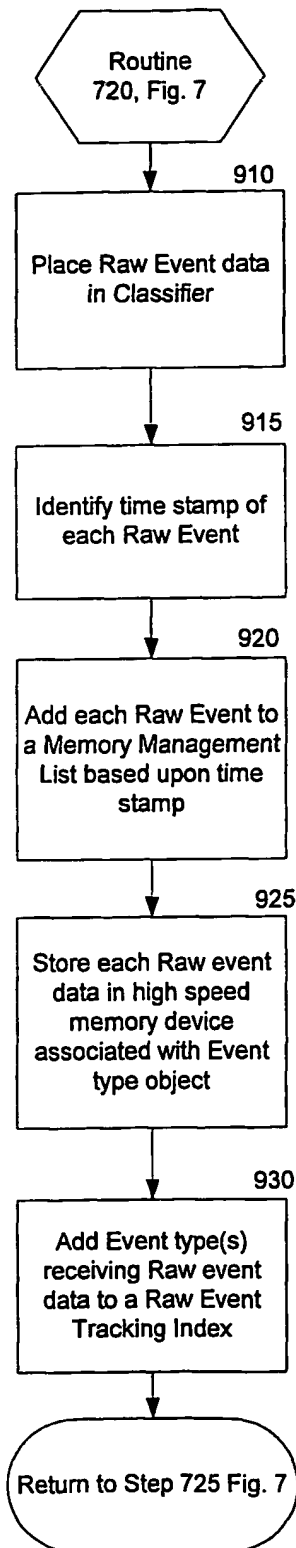 Routine
720, Fig. 7
910
Place Raw Event data
in Classifier
915
Identify time stamp of
each Raw Event
920
Add each Raw Event to
a Memory Management
List based upon time
stamp
925
Store each Raw event
data in high speed
memory device
associated with Event
type object
930
Add Event type(s)
receiving Raw event
data to a Raw Event
Tracking Index
Return to Step 725 Fig. 7